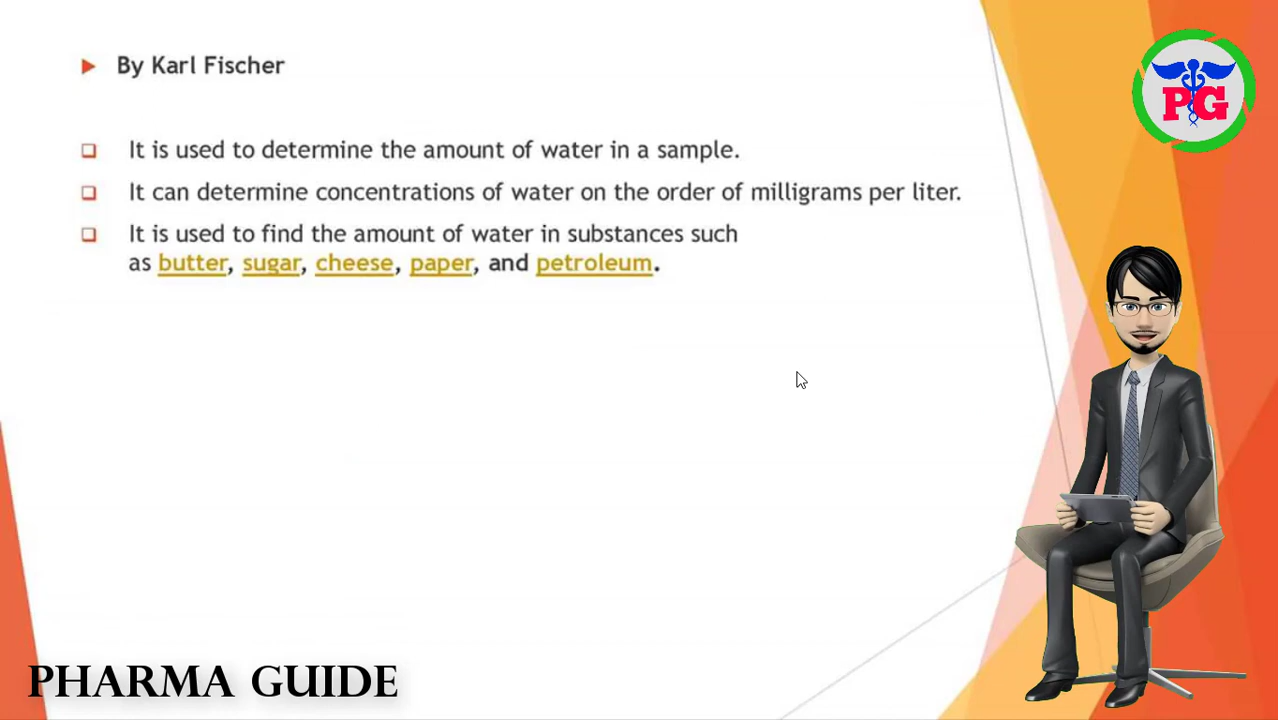 By Karl Fischer
It is used to determine the amount of water in a sample.
It can determine concentrations of water on the order of milligrams per liter.
It is used to find the amount of water in substances such
as butter, sugar, cheese, paper, and petroleum.
PG
PHARMA GUIDE